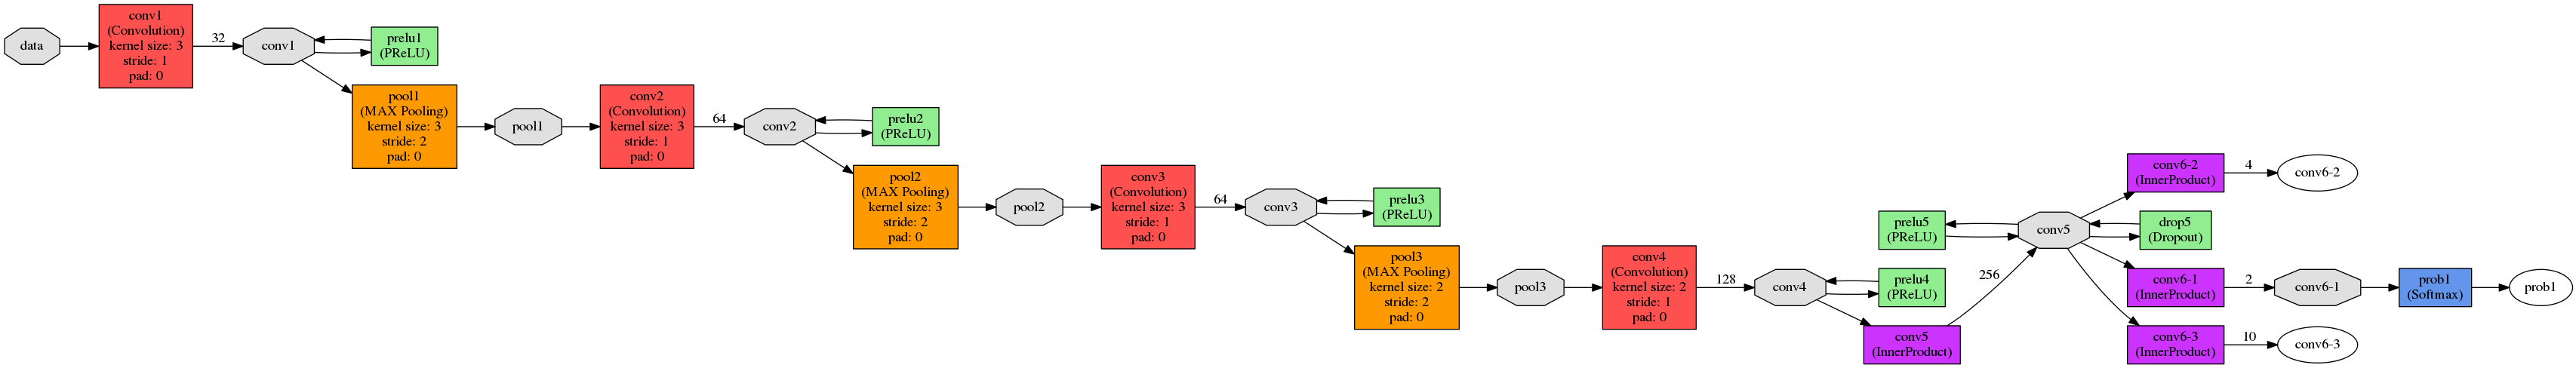 data
conv1
(Convolution)
kernel size: 3
stride: 1
pad: 0
32
conv1
prelu1
(PReLU)
pool1
(MAX Pooling)
kernel size: 3
stride: 2
pad: 0
pool1
conv2
(Convolution)
kernel size: 3
stride: 1
pad: 0
64
conv2
prelu2
(PReLU)
pool2
(MAX Pooling)
kernel size: 3
stride: 2
pad: 0
pool2
conv3
(Convolution)
kernel size: 3
stride: 1
pad: 0
64
conv3
prelu3
(PReLU)
pool3
(MAX Pooling)
kernel size: 2
stride: 2
pad: 0
pool3
conv4
(Convolution)
kernel size: 2
stride: 1
pad: 0
128
conv4
prelu4
(PReLU)
conv5
(InnerProduct)
256
prelu5
(PReLU)
conv5
drop5
(Dropout)
conv6-2
(InnerProduct)
4
conv6-2
conv6-1
(InnerProduct)
2
conv6-1
prob1
(Softmax)
prob1
conv6-3
(InnerProduct)
10
conv6-3